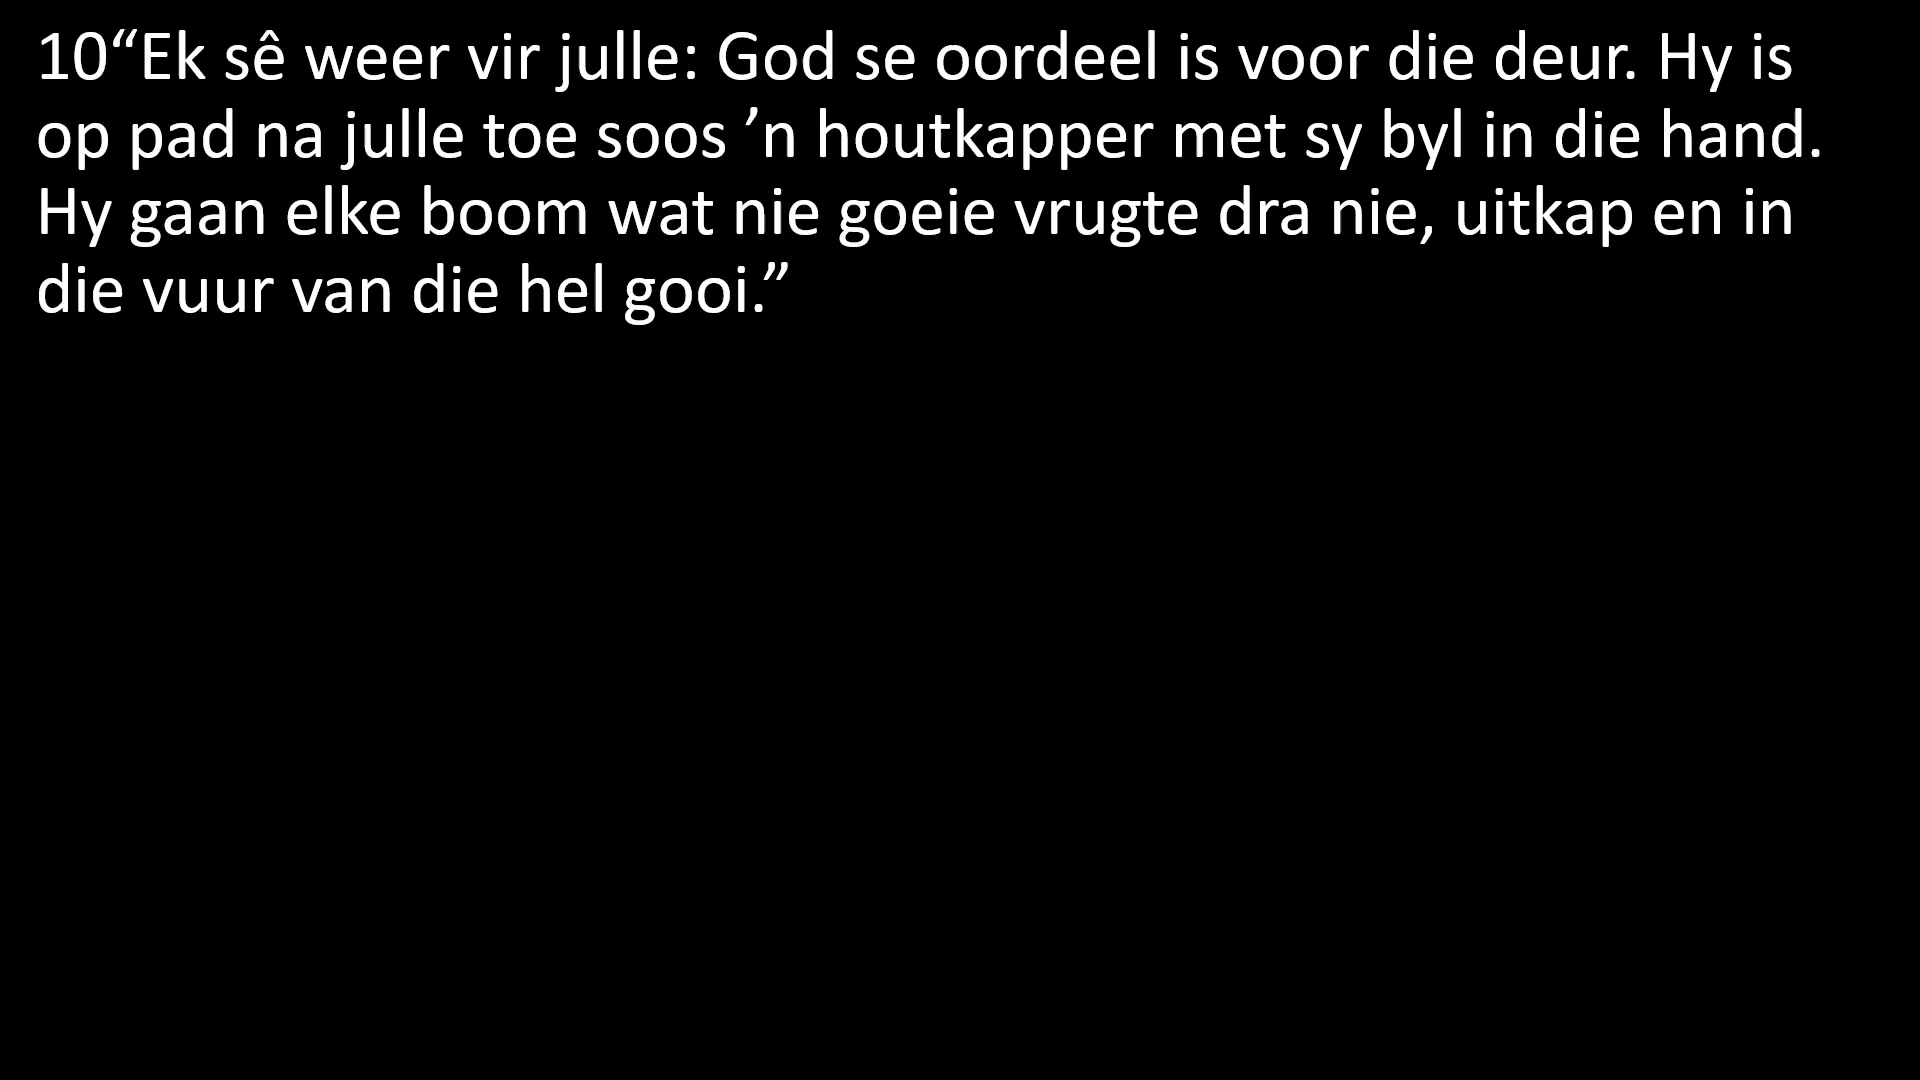 10“Ek sê weer vir julle: God se oordeel is voor die deur. Hy is
op pad na julle toe soos ’n houtkapper met sy byl in die hand.
Hy gaan elke boom wat nie goeie vrugte dra nie, uitkap en in
die vuur van die hel gooi.”